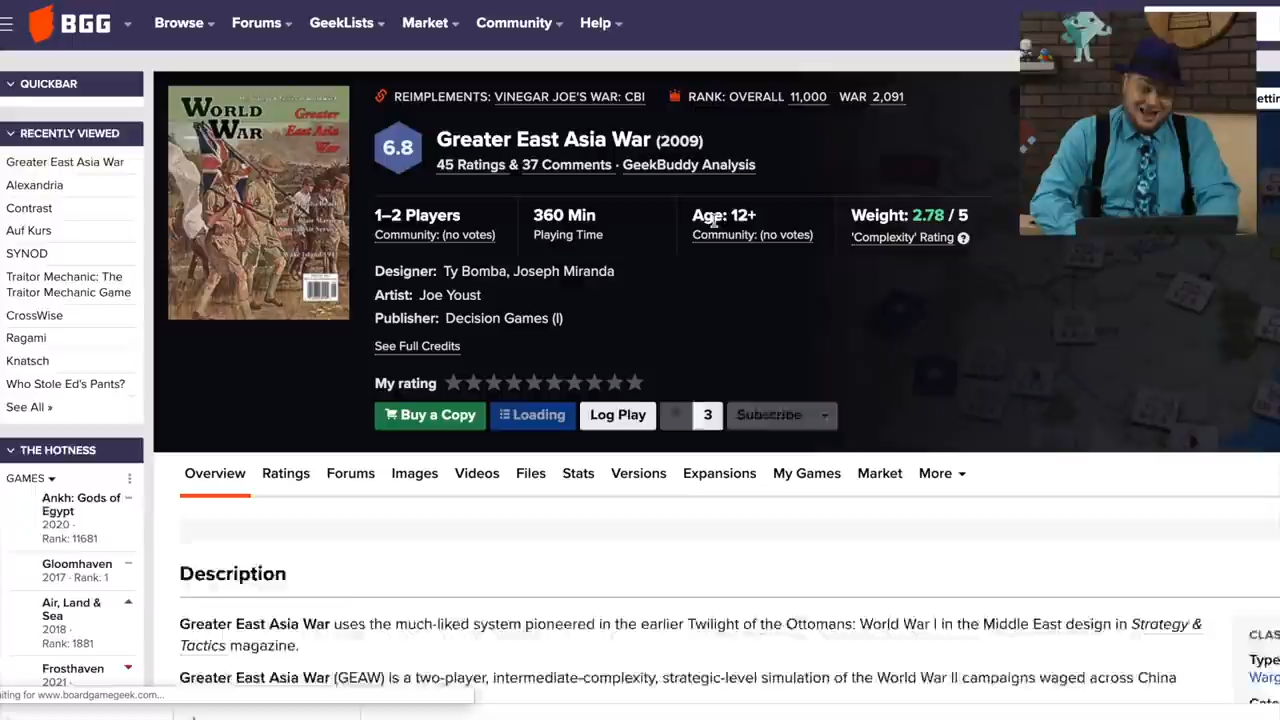 BGG
Browse
Forums
GeekLists
Market
Community
Help
QUICKBAR
RECENTLY VIEWED
Greater East Asia War
Alexandria
Contrast
Auf Kurs
SYNOD
Traitor Mechanic: The
Traitor Mechanic Game
CrossWise
Ragami
Knatsch
Who Stole Ed's Pants?
See All »
THE HOTNESS
GAMES
Ankh: Gods of
Egypt
2020 ·
Rank: 11681
Gloomhaven
2017 · Rank: 1
Air, Land &
Sea
2018 ·
Rank: 1881
Frosthaven
2021 ·
iting for www.boardgamegeek.com...
WORLD
WAR
Greater
East Asia
War
REIMPLEMENTS: VINEGAR JOE'S WAR: CBI
RANK: OVERALL 11,000 WAR 2,091
6.8
Greater East Asia War (2009)
45 Ratings & 37 Comments · GeekBuddy Analysis
1–2 Players
Community: (no votes)
360 Min
Playing Time
Age: 12+
Community: (no votes)
Weight: 2.78 / 5
'Complexity' Rating
Designer: Ty Bomba, Joseph Miranda
Artist: Joe Youst
Publisher: Decision Games (I)
See Full Credits
My rating
Buy a Copy
Loading
Log Play
3
Subscribe
Overview
Ratings
Forums
Images
Videos
Files
Stats
Versions
Expansions
My Games
Market
More
Description
Greater East Asia War uses the much-liked system pioneered in the earlier Twilight of the Ottomans: World War I in the Middle East design in Strategy &
Tactics magazine.
Greater East Asia War (GEAW) is a two-player, intermediate-complexity, strategic-level simulation of the World War II campaigns waged across China
CLAS
Type
Warg